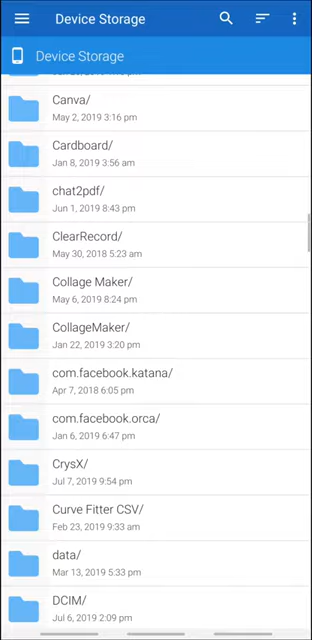 Device Storage
Device Storage
Canva/
May 2, 2019 3:16 pm
Cardboard/
Jan 8, 2019 3:56 am
chat2pdf/
Jun 1, 2019 8:43 pm
ClearRecord/
May 30, 2018 5:23 am
Collage Maker/
May 6, 2019 8:24 pm
CollageMaker/
Jan 22, 2019 3:20 pm
com.facebook.katana/
Apr 7, 2018 6:05 pm
com.facebook.orca/
Jan 6, 2019 6:47 pm
CrysX/
Jul 7, 2019 9:54 pm
Curve Fitter CSV/
Feb 23, 2019 9:33 am
data/
Mar 13, 2019 5:33 pm
DCIM/
Jul 6, 2019 2:09 pm